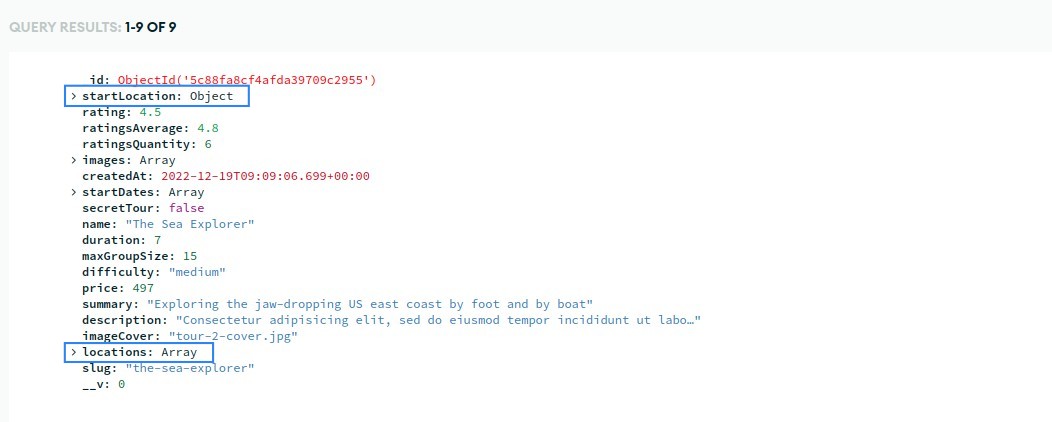 QUERY RESULTS: 1-9 OF 9
_id: ObjectId('5c88fa8cf4afda39709c2955')
> startLocation: Object
rating: 4.5
ratingsAverage: 4.8
ratingsQuantity: 6
> images: Array
createdAt: 2022-12-19T09:09:06.699+00:00
> startDates: Array
secretTour: false
name: "The Sea Explorer"
duration: 7
maxGroupSize: 15
difficulty: "medium"
price: 497
summary: "Exploring the jaw-dropping US east coast by foot and by boat"
description: "Consectetur adipisicing elit, sed do eiusmod tempor incididunt ut labo…"
imageCover: "tour-2-cover.jpg"
> locations: Array
slug: "the-sea-explorer"
__v: 0